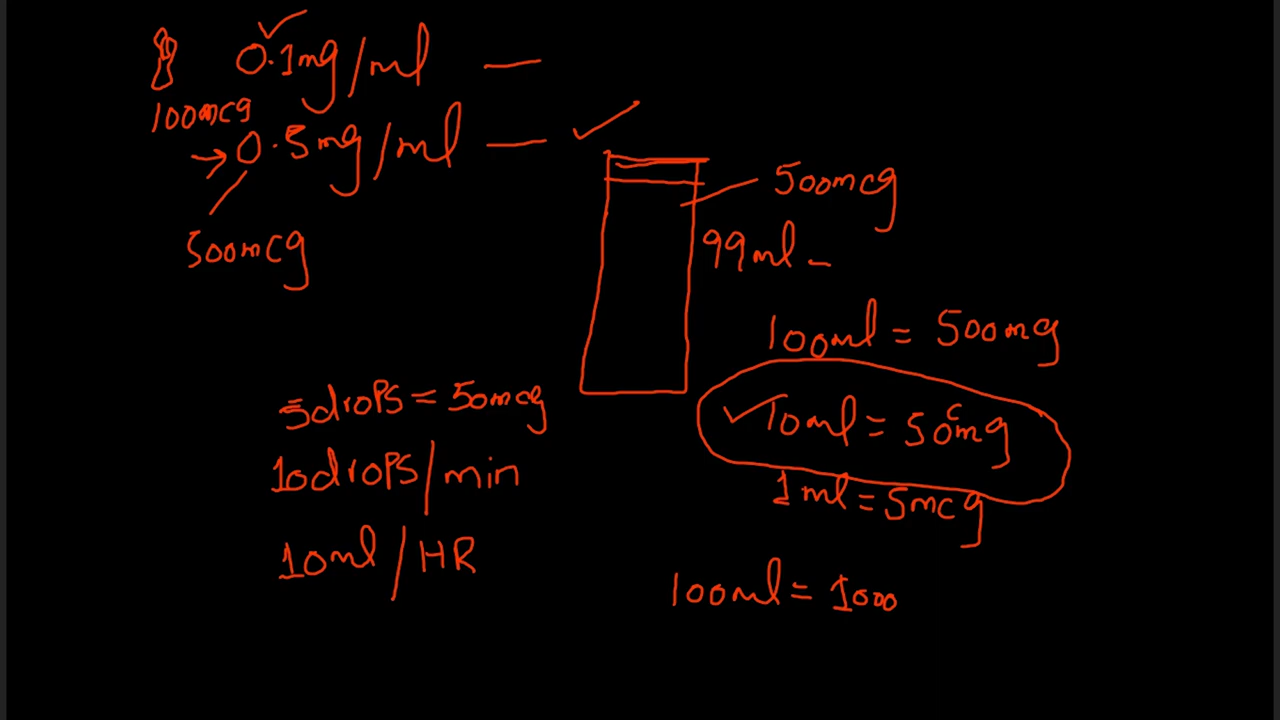 0.1mg/ml —
100mcg
→ 0.5mg/ml —
500mcg
500mcg
99ml -
100ml = 500mg
10ml = 50mcg
1ml = 5mcg
100ml = 1000
5drops = 50mcg
10drops/min
10ml/HR